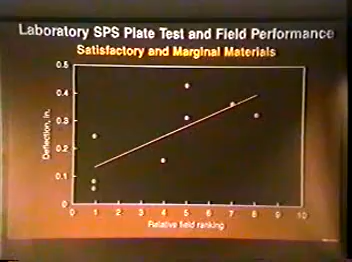 Laboratory SPS Plate Test and Field Performance
Satisfactory and Marginal Materials
0.5
0.4
0.3
0.2
0.1
0
Deflection, in.
0 1 2 3 4 5 6 7 8 9 10
Relative field ranking